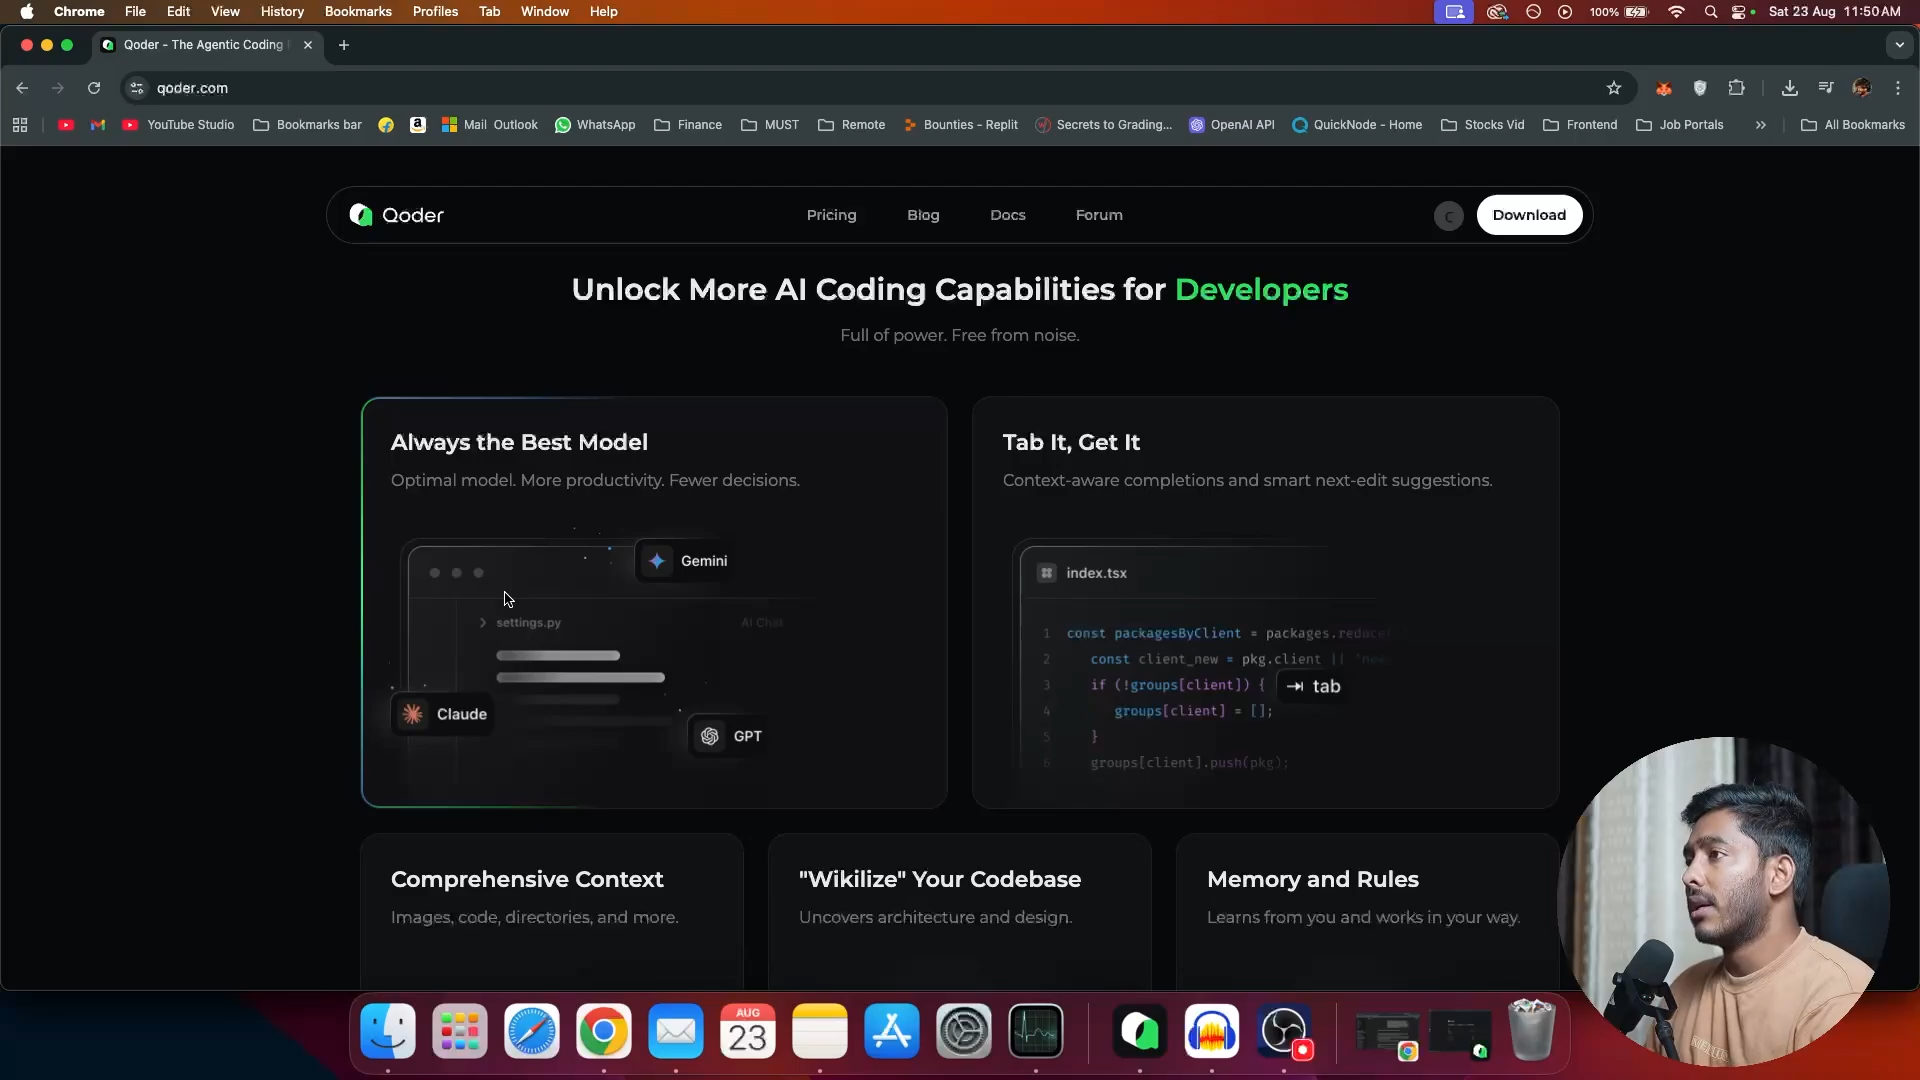 Chrome File Edit View History Bookmarks Profiles Tab Window Help
100% Sat 23 Aug 11:50 AM
Qoder - The Agentic Coding
qoder.com
YouTube Studio Bookmarks bar Mail Outlook WhatsApp Finance MUST Remote Bounties - Replit Secrets to Grading... OpenAI API QuickNode - Home Stocks Vid Frontend Job Portals All Bookmarks
Qoder Pricing Blog Docs Forum C Download
Unlock More AI Coding Capabilities for Developers
Full of power. Free from noise.
Always the Best Model
Optimal model. More productivity. Fewer decisions.
Gemini
settings.py AI Chat
Claude
GPT
Tab It, Get It
Context-aware completions and smart next-edit suggestions.
index.tsx
1 const packagesByClient = packages.reduce(
2 const client_new = pkg.client || 'new
3 if (!groups[client]) { tab
4 groups[client] = [];
5 }
6 groups[client].push(pkg);
Comprehensive Context
Images, code, directories, and more.
"Wikilize" Your Codebase
Uncovers architecture and design.
Memory and Rules
Learns from you and works in your way.
AUG
23